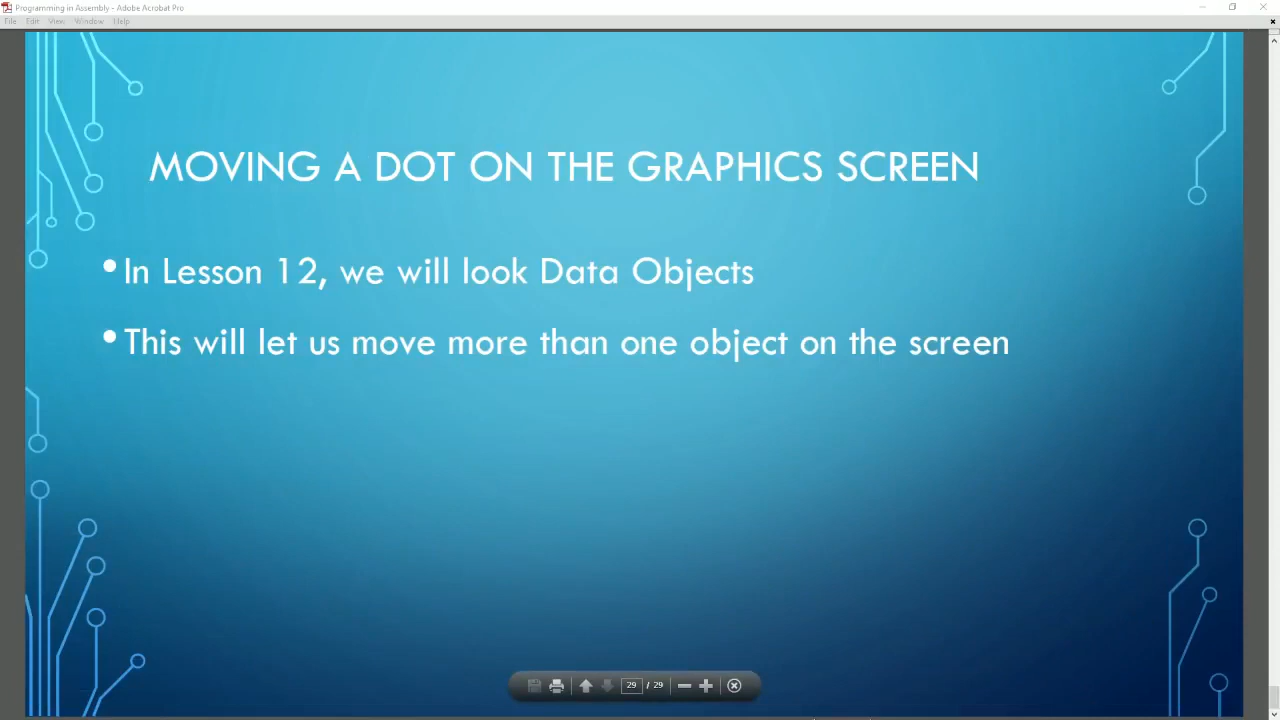 Programming in Assembly - Adobe Acrobat Pro
File Edit View Window Help
MOVING A DOT ON THE GRAPHICS SCREEN
• In Lesson 12, we will look Data Objects
• This will let us move more than one object on the screen
29 / 29